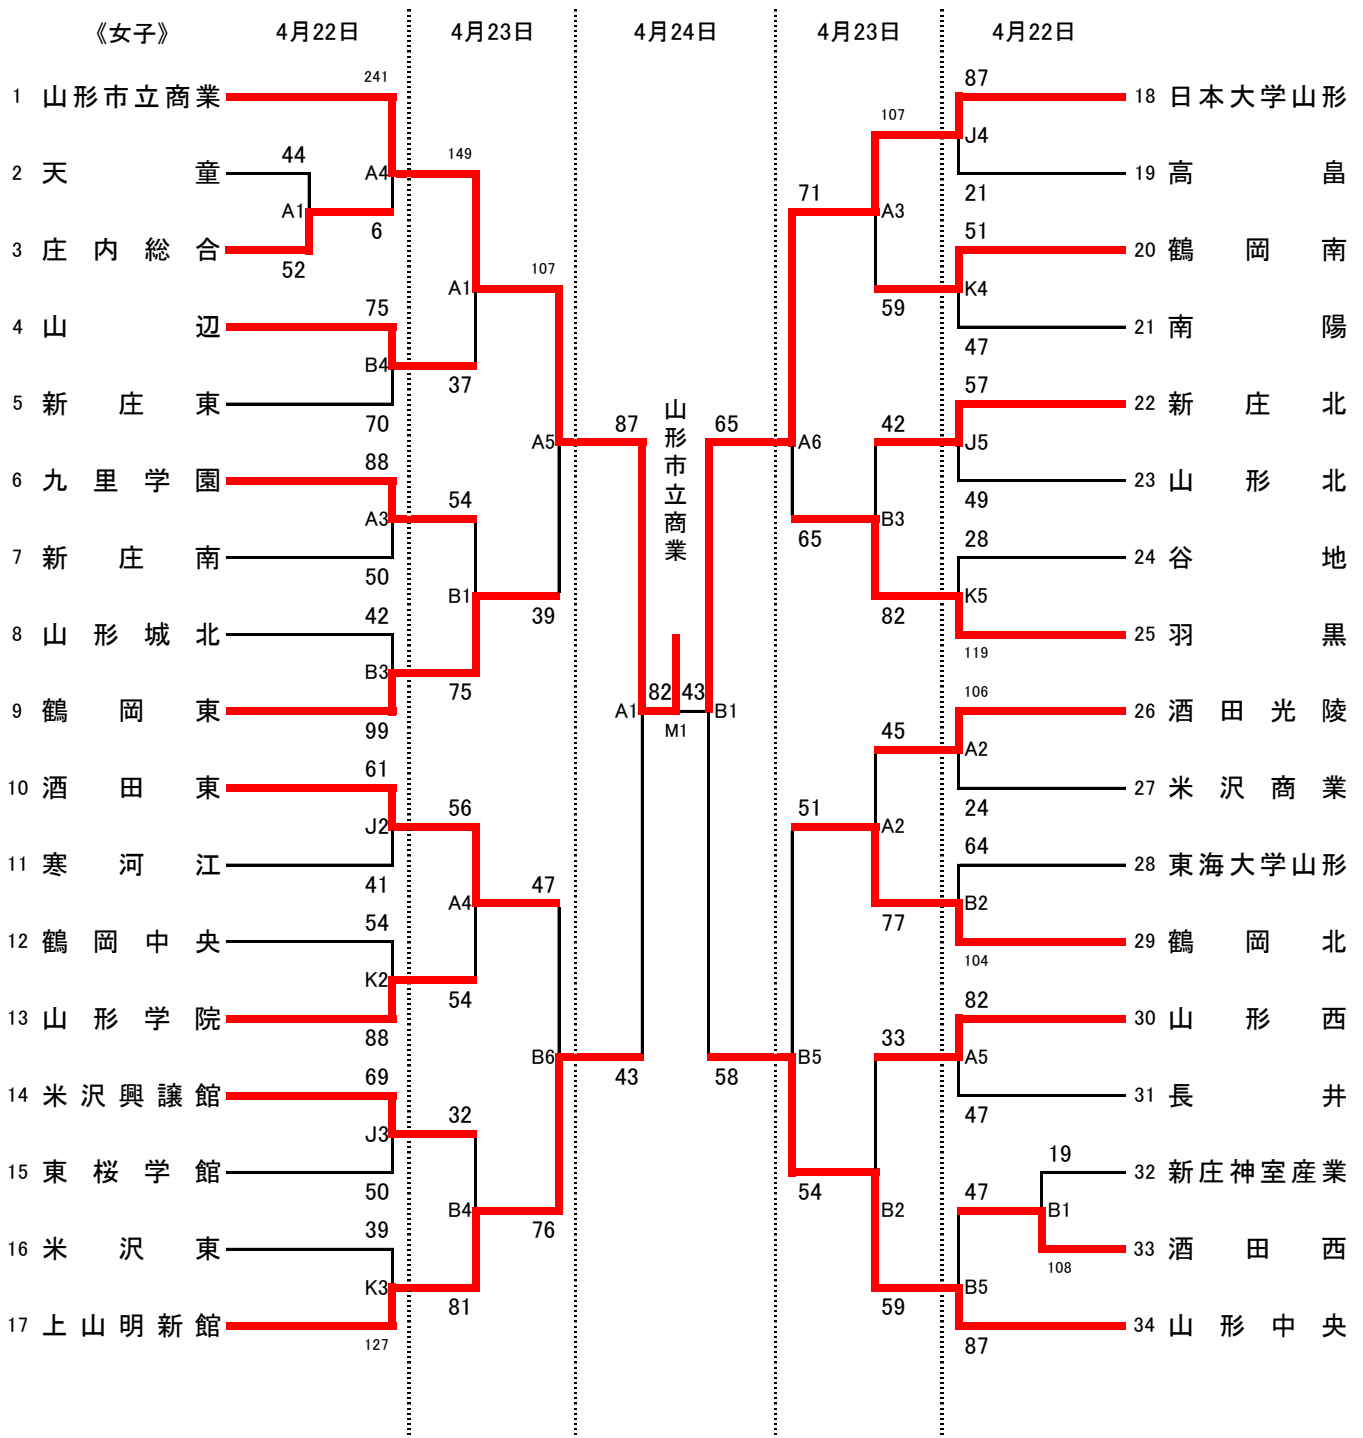 《女子》 4月22日 4月23日 4月24日 4月23日 4月22日
1 山形市立商業 241
2 天童 44
A4 149
A1
3 庄内総合 52
6
A1 107
4 山辺 75
B4 37
5 新庄東 70
A5 87
6 九里学園 88
A3 54
7 新庄南 50
B1 39
8 山形城北 42
B3 75
9 鶴岡東 99
A1 82
10 酒田東 61
J2 56
11 寒河江 41
A4 47
12 鶴岡中央 54
K2 54
13 山形学院 88
B6 43
14 米沢興譲館 69
J3 32
15 東桜学館 50
B4 76
16 米沢東 39
K3 81
17 上山明新館 127
山形市立商業
M1
87 18 日本大学山形
107 J4
21 19 高畠
71 A3
51 20 鶴岡南
59 K4
47 21 南陽
65 A6
57 22 新庄北
42 J5
49 23 山形北
65 B3
28 24 谷地
82 K5
119 25 羽黒
43 B1
106 26 酒田光陵
45 A2
24 27 米沢商業
51 A2
64 28 東海大学山形
77 B2
104 29 鶴岡北
58 B5
82 30 山形西
33 A5
47 31 長井
54 B2
19 32 新庄神室産業
47 B1
108 33 酒田西
59 B5
87 34 山形中央